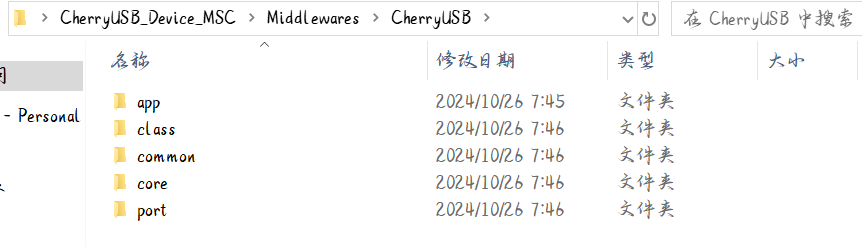 CherryUSB_Device_MSC > Middlewares > CherryUSB >
在 CherryUSB 中搜索
名称 修改日期 类型 大小
- Personal
app 2024/10/26 7:45 文件夹
class 2024/10/26 7:46 文件夹
common 2024/10/26 7:46 文件夹
core 2024/10/26 7:46 文件夹
port 2024/10/26 7:46 文件夹